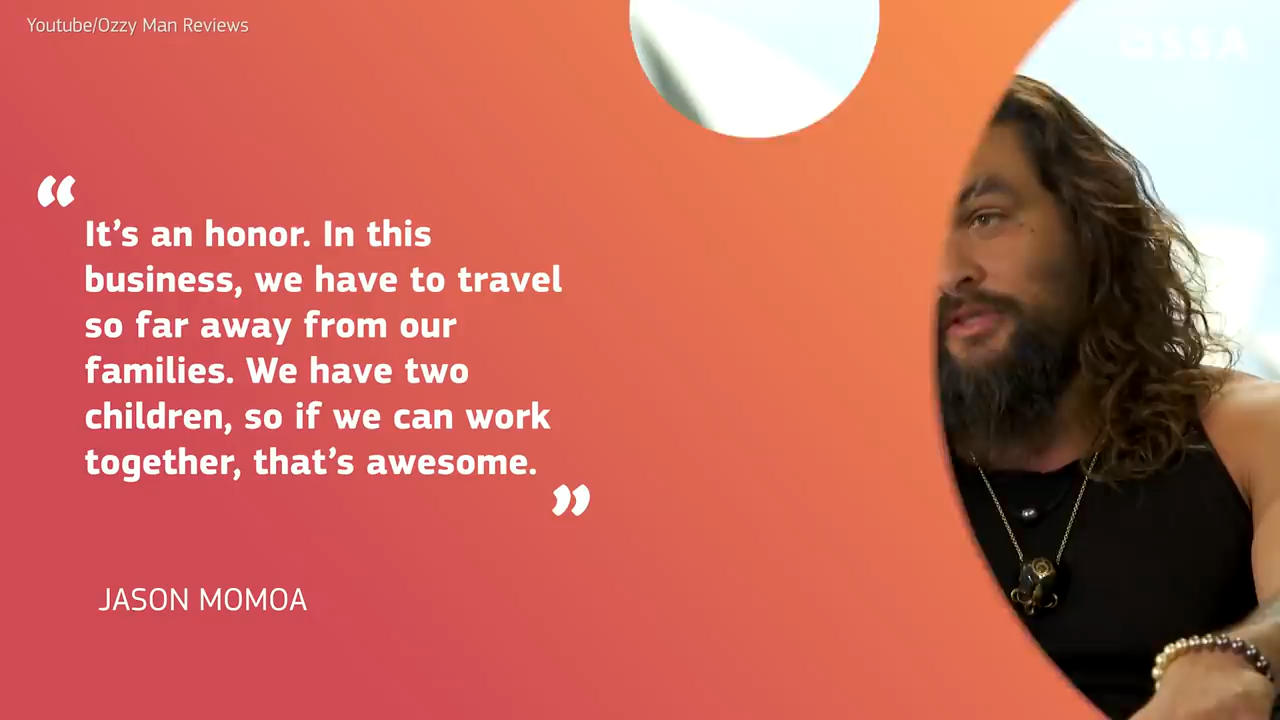 Youtube/Ozzy Man Reviews
OSSA
“
It’s an honor. In this
business, we have to travel
so far away from our
families. We have two
children, so if we can work
together, that’s awesome.
”
JASON MOMOA